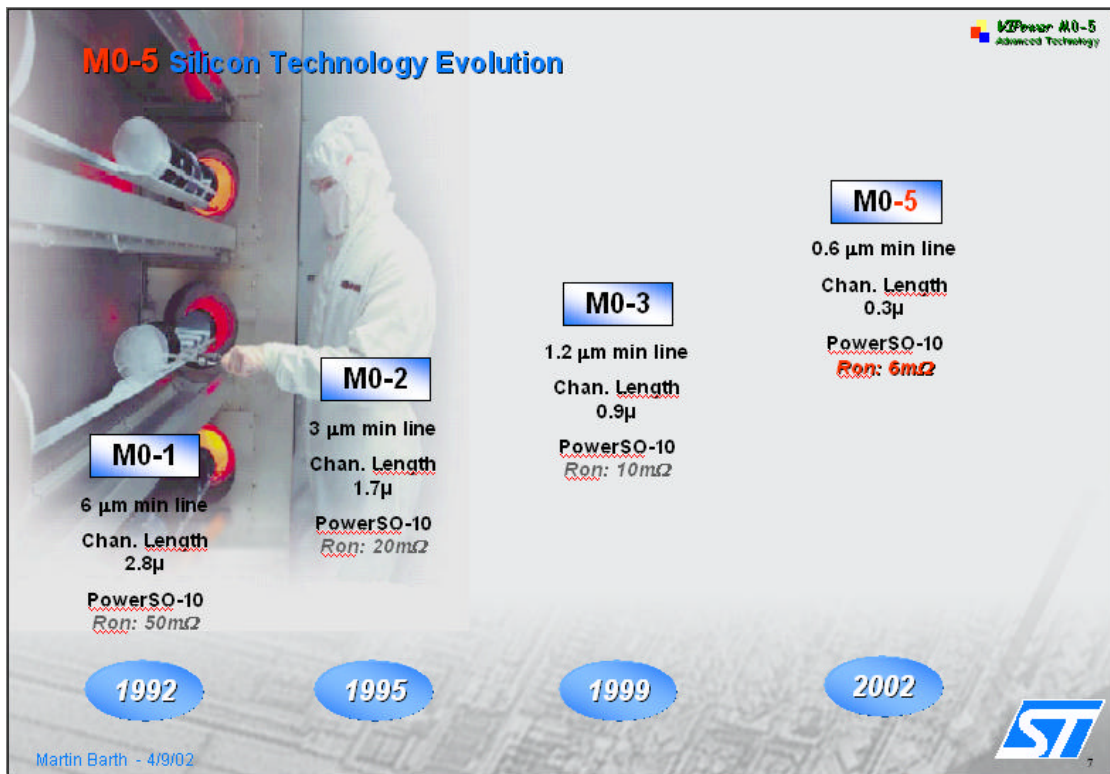 VIPower M0-5
Advanced Technology
M0-5 Silicon Technology Evolution
M0-1
6 μm min line
Chan. Length
2.8μ
PowerSO-10
Ron: 50mΩ
1992
M0-2
3 μm min line
Chan. Length
1.7μ
PowerSO-10
Ron: 20mΩ
1995
M0-3
1.2 μm min line
Chan. Length
0.9μ
PowerSO-10
Ron: 10mΩ
1999
M0-5
0.6 μm min line
Chan. Length
0.3μ
PowerSO-10
Ron: 6mΩ
2002
Martin Barth - 4/9/02
ST
7